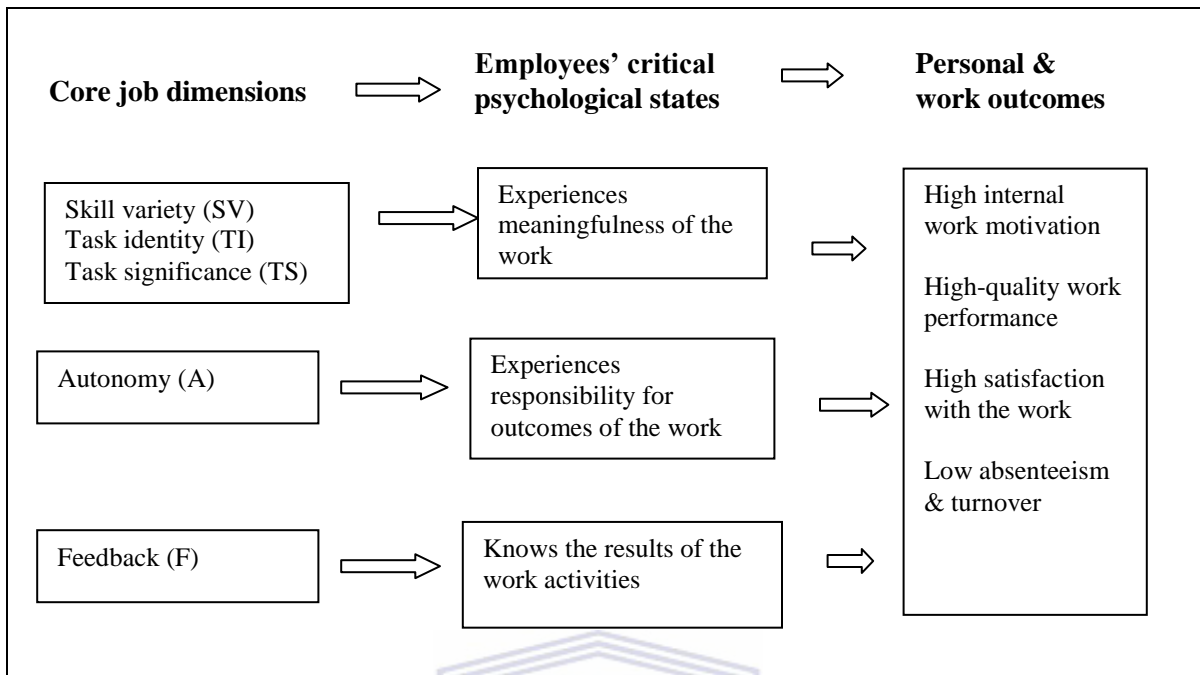 Core job dimensions
Employees’ critical
psychological states
Personal &
work outcomes
Skill variety (SV)
Task identity (TI)
Task significance (TS)
Experiences
meaningfulness of the
work
Autonomy (A)
Experiences
responsibility for
outcomes of the work
Feedback (F)
Knows the results of the
work activities
High internal
work motivation
High-quality work
performance
High satisfaction
with the work
Low absenteeism
& turnover